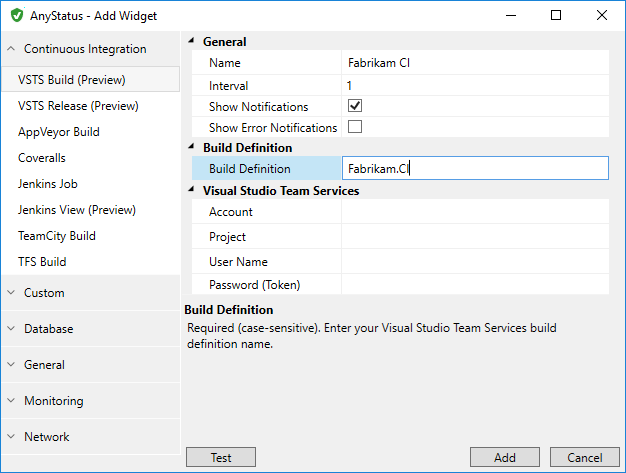 AnyStatus - Add Widget
Continuous Integration
VSTS Build (Preview)
VSTS Release (Preview)
AppVeyor Build
Coveralls
Jenkins Job
Jenkins View (Preview)
TeamCity Build
TFS Build
Custom
Database
General
Monitoring
Network
General
Name Fabrikam CI
Interval 1
Show Notifications
Show Error Notifications
Build Definition
Build Definition Fabrikam.CI
Visual Studio Team Services
Account
Project
User Name
Password (Token)
Build Definition
Required (case-sensitive). Enter your Visual Studio Team Services build
definition name.
Test Add Cancel